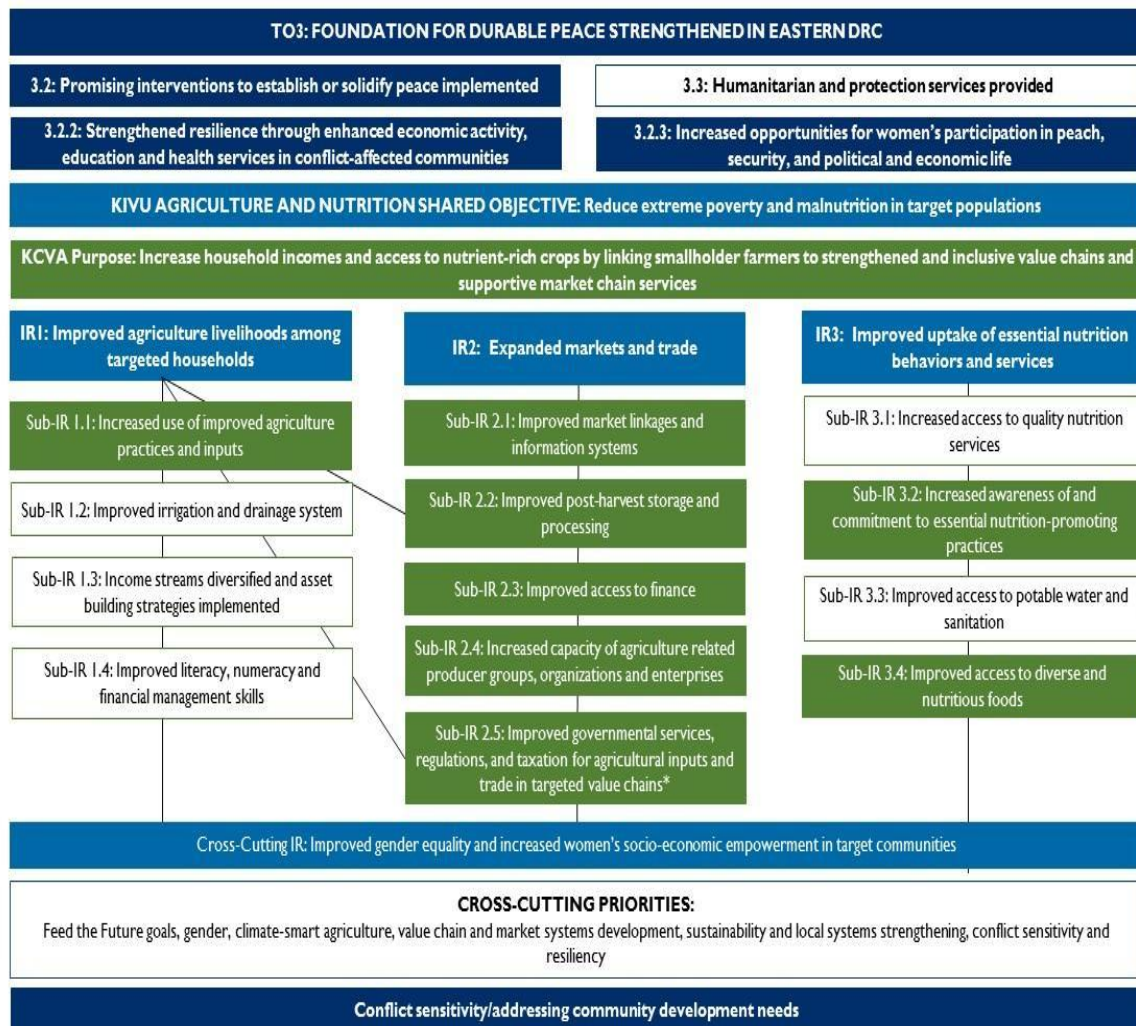 TO3: FOUNDATION FOR DURABLE PEACE STRENGTHENED IN EASTERN DRC
3.2: Promising interventions to establish or solidify peace implemented
3.3: Humanitarian and protection services provided
3.2.2: Strengthened resilience through enhanced economic activity,
education and health services in conflict-affected communities
3.2.3: Increased opportunities for women's participation in peach,
security, and political and economic life
KIVU AGRICULTURE AND NUTRITION SHARED OBJECTIVE: Reduce extreme poverty and malnutrition in target populations
KCVA Purpose: Increase household incomes and access to nutrient-rich crops by linking smallholder farmers to strengthened and inclusive value chains and
supportive market chain services
IR1: Improved agriculture livelihoods among
targeted households
Sub-IR 1.1: Increased use of improved agriculture
practices and inputs
Sub-IR 1.2: Improved irrigation and drainage system
Sub-IR 1.3: Income streams diversified and asset
building strategies implemented
Sub-IR 1.4: Improved literacy, numeracy and
financial management skills
IR2: Expanded markets and trade
Sub-IR 2.1: Improved market linkages and
information systems
Sub-IR 2.2: Improved post-harvest storage and
processing
Sub-IR 2.3: Improved access to finance
Sub-IR 2.4: Increased capacity of agriculture related
producer groups, organizations and enterprises
Sub-IR 2.5: Improved governmental services,
regulations, and taxation for agricultural inputs and
trade in targeted value chains*
IR3: Improved uptake of essential nutrition
behaviors and services
Sub-IR 3.1: Increased access to quality nutrition
services
Sub-IR 3.2: Increased awareness of and
commitment to essential nutrition-promoting
practices
Sub-IR 3.3: Improved access to potable water and
sanitation
Sub-IR 3.4: Improved access to diverse and
nutritious foods
Cross-Cutting IR: Improved gender equality and increased women's socio-economic empowerment in target communities
CROSS-CUTTING PRIORITIES:
Feed the Future goals, gender, climate-smart agriculture, value chain and market systems development, sustainability and local systems strengthening, conflict sensitivity and
resiliency
Conflict sensitivity/addressing community development needs